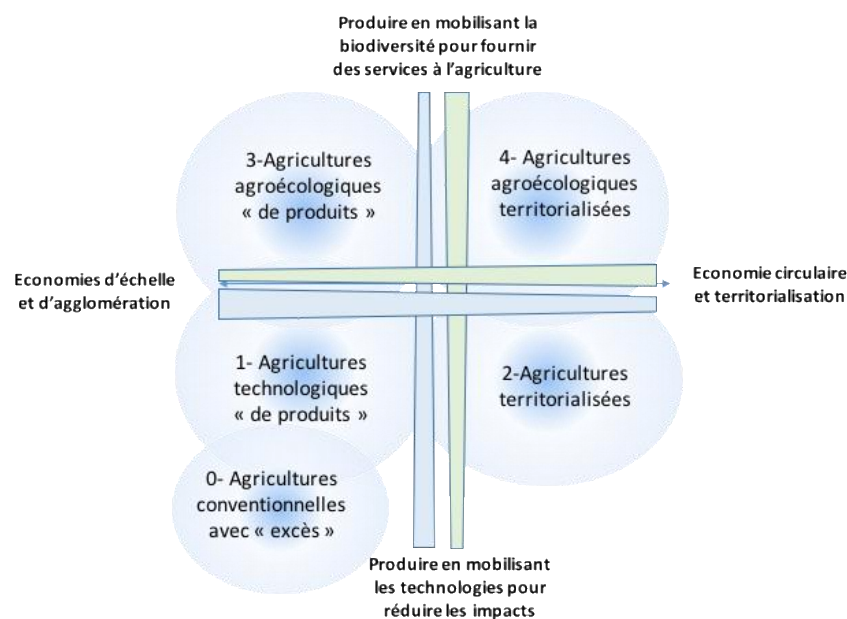 Produire en mobilisant la
biodiversité pour fournir
des services à l'agriculture
3-Agricultures
agroécologiques
« de produits »
4- Agricultures
agroécologiques
territorialisées
Economies d'échelle
et d'agglomération
Economie circulaire
et territorialisation
1- Agricultures
technologiques
« de produits »
2-Agricultures
territorialisées
0- Agricultures
conventionnelles
avec « excès »
Produire en mobilisant
les technologies pour
réduire les impacts